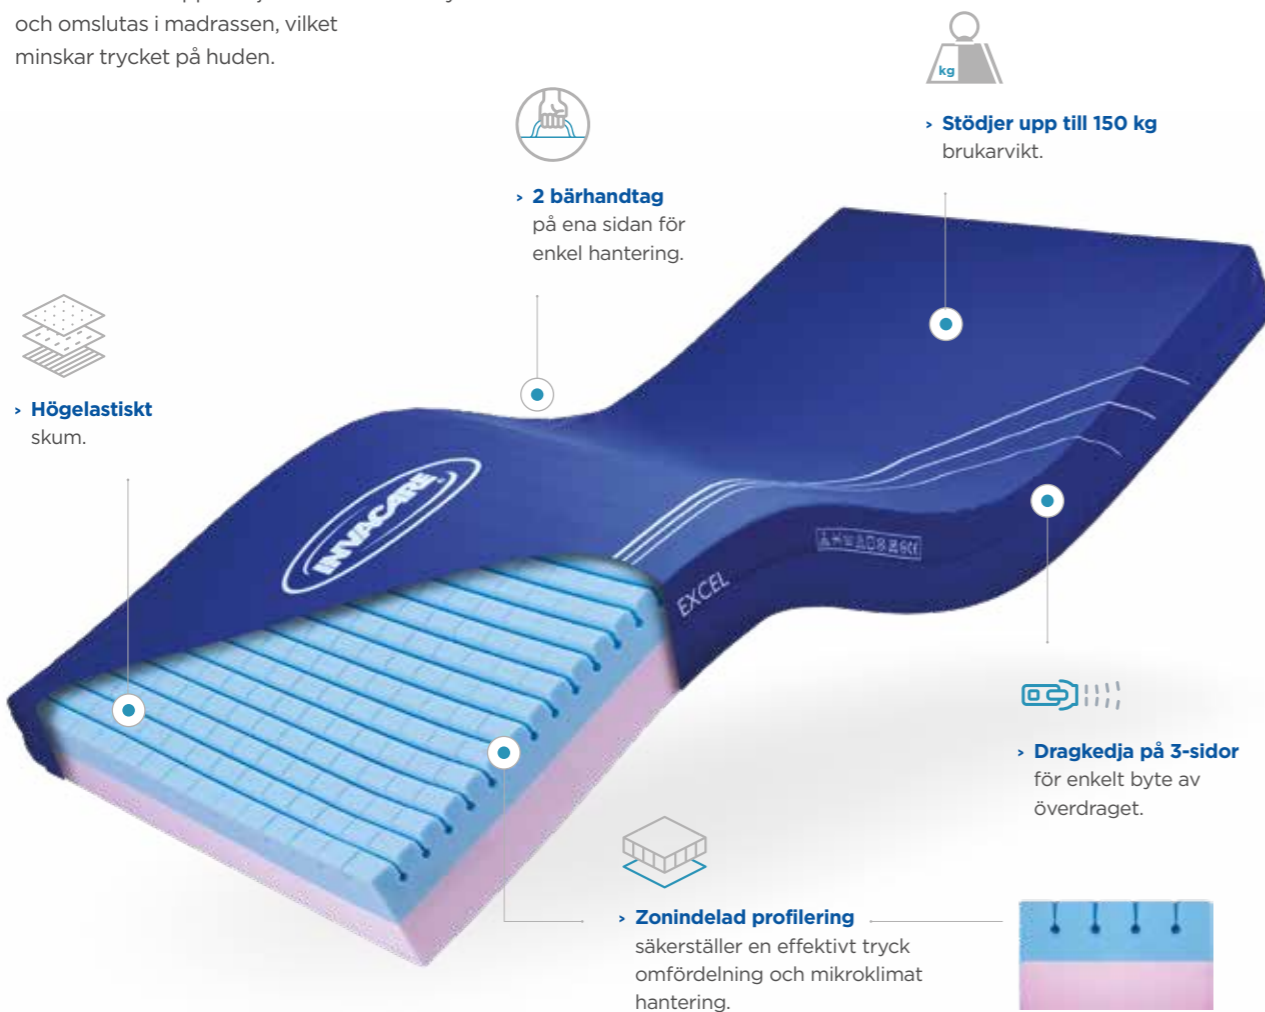 och omslutas i madrassen, vilket
minskar trycket på huden.
kg
> Stödjer upp till 150 kg
brukarvikt.
> 2 bärhandtag
på ena sidan för
enkel hantering.
> Högelastiskt
skum.
INVACARE
EXCEL
> Dragkedja på 3-sidor
för enkelt byte av
överdraget.
> Zonindelad profilering
säkerställer en effektivt tryck
omfördelning och mikroklimat
hantering.